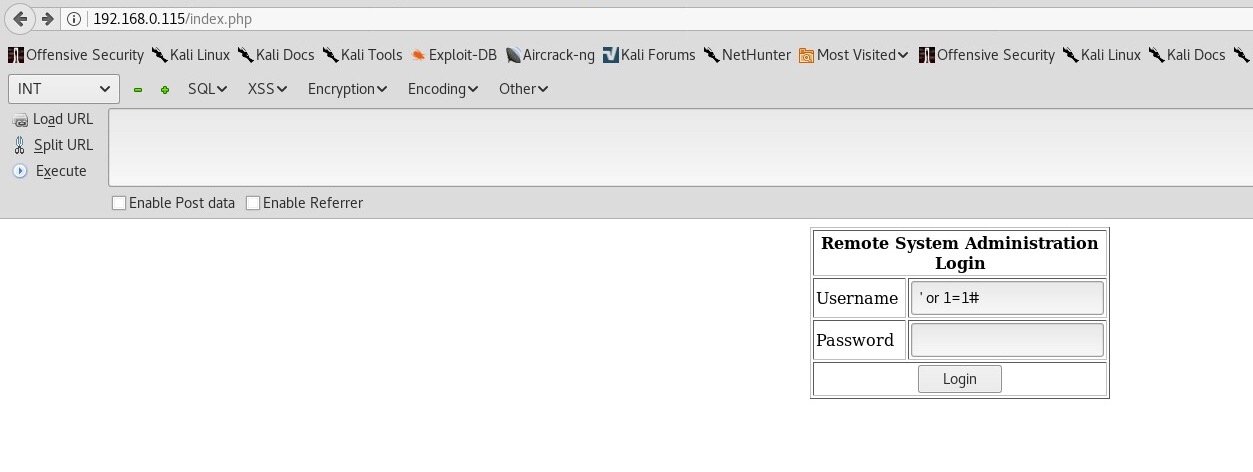 192.168.0.115/index.php
Offensive Security Kali Linux Kali Docs Kali Tools Exploit-DB Aircrack-ng Kali Forums NetHunter Most Visited Offensive Security Kali Linux Kali Docs
INT SQL XSS Encryption Encoding Other
Load URL
Split URL
Execute
Enable Post data Enable Referrer
Remote System Administration
Login
Username ' or 1=1#
Password
Login